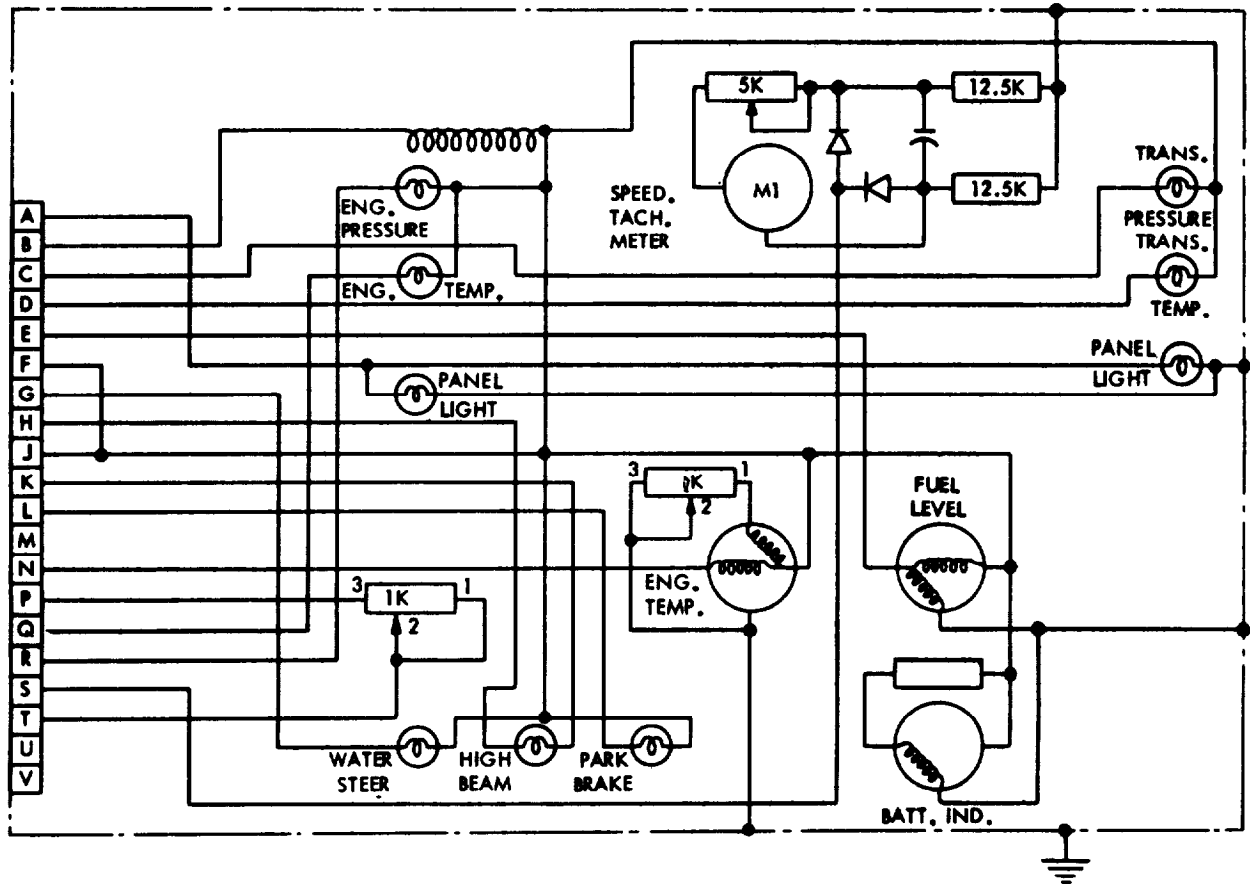 5K
12.5K
12.5K
M1
SPEED.
TACH.
METER
TRANS.
PRESSURE
TRANS.
TEMP.
ENG.
PRESSURE
ENG. TEMP.
A
B
C
D
E
F
G
H
J
K
L
M
N
P
Q
R
S
T
U
V
PANEL
LIGHT
PANEL
LIGHT
3 1K 1
2
ENG.
TEMP.
FUEL
LEVEL
3 1K 1
2
WATER
STEER
HIGH
BEAM
PARK
BRAKE
BATT. IND.